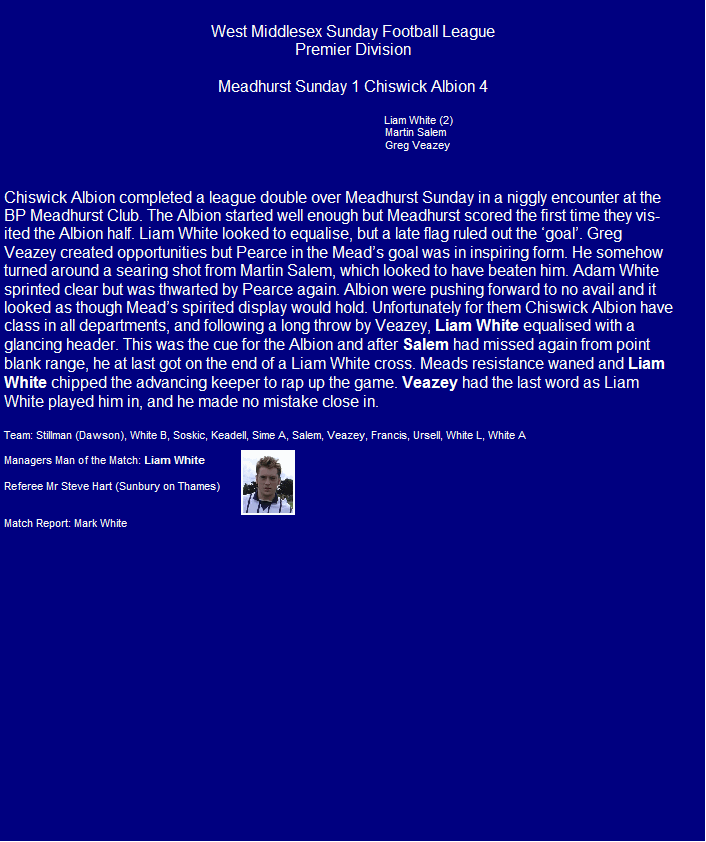 West Middlesex Sunday Football League
Premier Division
Meadhurst Sunday 1 Chiswick Albion 4
Liam White (2)
Martin Salem
Greg Veazey
Chiswick Albion completed a league double over Meadhurst Sunday in a niggly encounter at the
BP Meadhurst Club. The Albion started well enough but Meadhurst scored the first time they vis-
ited the Albion half. Liam White looked to equalise, but a late flag ruled out the ‘goal’. Greg
Veazey created opportunities but Pearce in the Mead’s goal was in inspiring form. He somehow
turned around a searing shot from Martin Salem, which looked to have beaten him. Adam White
sprinted clear but was thwarted by Pearce again. Albion were pushing forward to no avail and it
looked as though Mead’s spirited display would hold. Unfortunately for them Chiswick Albion have
class in all departments, and following a long throw by Veazey, Liam White equalised with a
glancing header. This was the cue for the Albion and after Salem had missed again from point
blank range, he at last got on the end of a Liam White cross. Meads resistance waned and Liam
White chipped the advancing keeper to rap up the game. Veazey had the last word as Liam
White played him in, and he made no mistake close in.
Team: Stillman (Dawson), White B, Soskic, Keadell, Sime A, Salem, Veazey, Francis, Ursell, White L, White A
Managers Man of the Match: Liam White
Referee Mr Steve Hart (Sunbury on Thames)
Match Report: Mark White